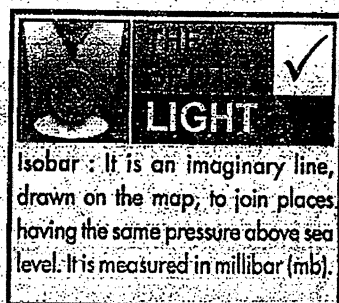 THE
SPOT
LIGHT
Isobar : It is an imaginary line,
drawn on the map, to join places
having the same pressure above sea
level. It is measured in millibar (mb).